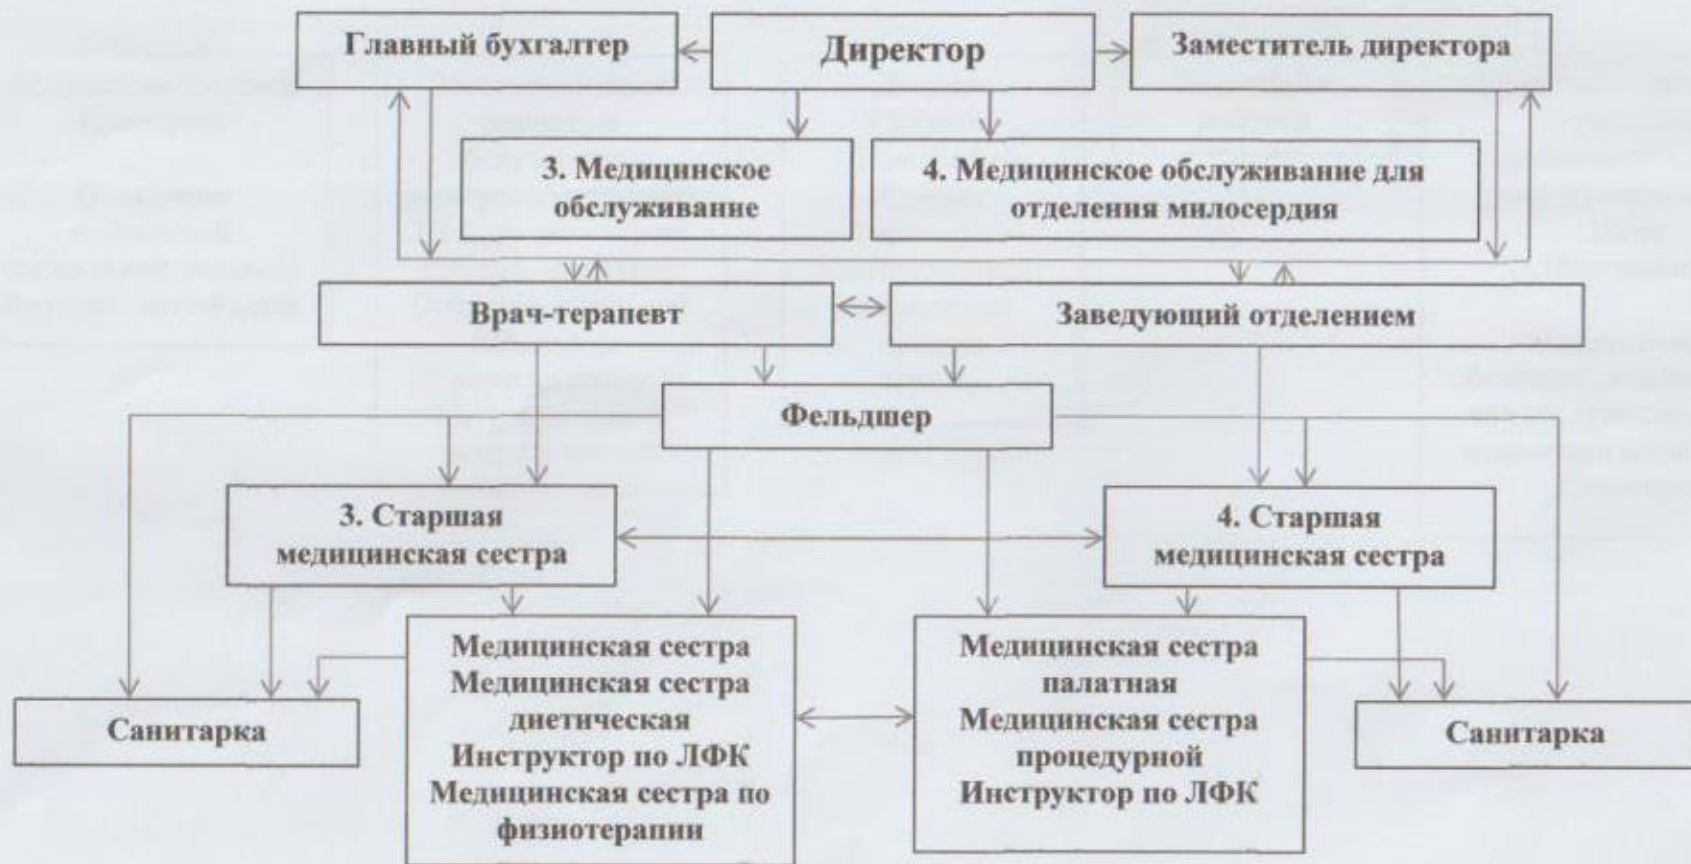 Главный бухгалтер
Директор
Заместитель директора
3. Медицинское
обслуживание
4. Медицинское обслуживание для
отделения милосердия
Врач-терапевт
Заведующий отделением
Фельдшер
3. Старшая
медицинская сестра
4. Старшая
медицинская сестра
Санитарка
Медицинская сестра
Медицинская сестра
диетическая
Инструктор по ЛФК
Медицинская сестра по
физиотерапии
Медицинская сестра
палатная
Медицинская сестра
процедурной
Инструктор по ЛФК
Санитарка